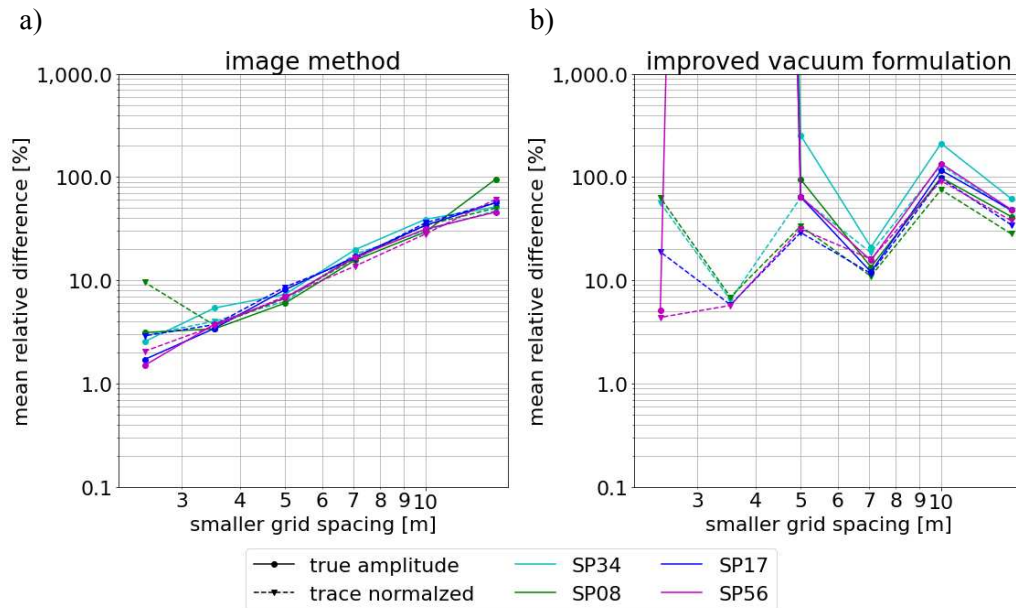 a)
b)
image method
improved vacuum formulation
1,000.0
100.0
10.0
1.0
0.1
mean relative difference [%]
3 4 5 6 7 8 9 10
smaller grid spacing [m]
1,000.0
100.0
10.0
1.0
0.1
mean relative difference [%]
3 4 5 6 7 8 9 10
smaller grid spacing [m]
true amplitude SP34 SP17
trace normalzed SP08 SP56